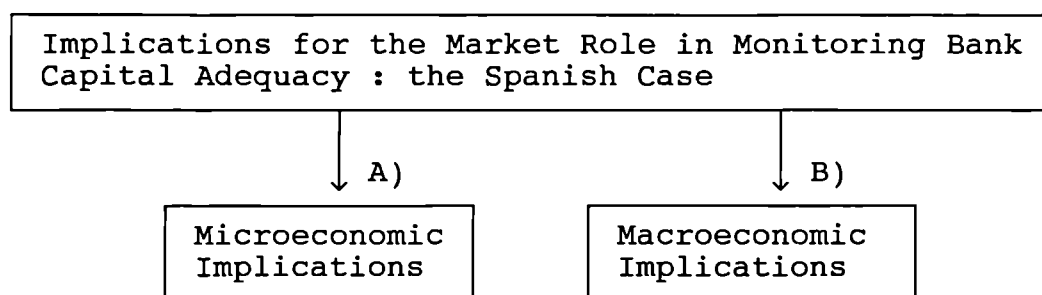 Implications for the Market Role in Monitoring Bank
Capital Adequacy : the Spanish Case
A)
B)
Microeconomic
Implications
Macroeconomic
Implications